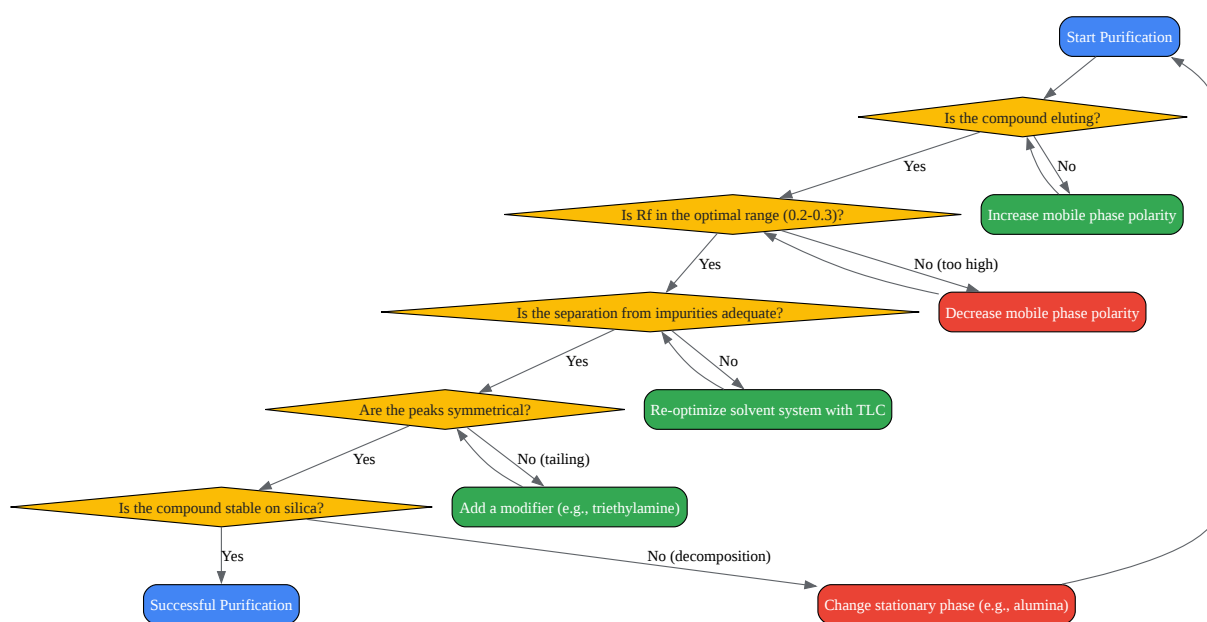 Start Purification
Is the compound eluting?
Yes
No
Is Rf in the optimal range (0.2-0.3)?
Increase mobile phase polarity
Yes
No (too high)
Is the separation from impurities adequate?
Decrease mobile phase polarity
Yes
No
Are the peaks symmetrical?
Re-optimize solvent system with TLC
Yes
No (tailing)
Is the compound stable on silica?
Add a modifier (e.g., triethylamine)
Yes
No (decomposition)
Successful Purification
Change stationary phase (e.g., alumina)